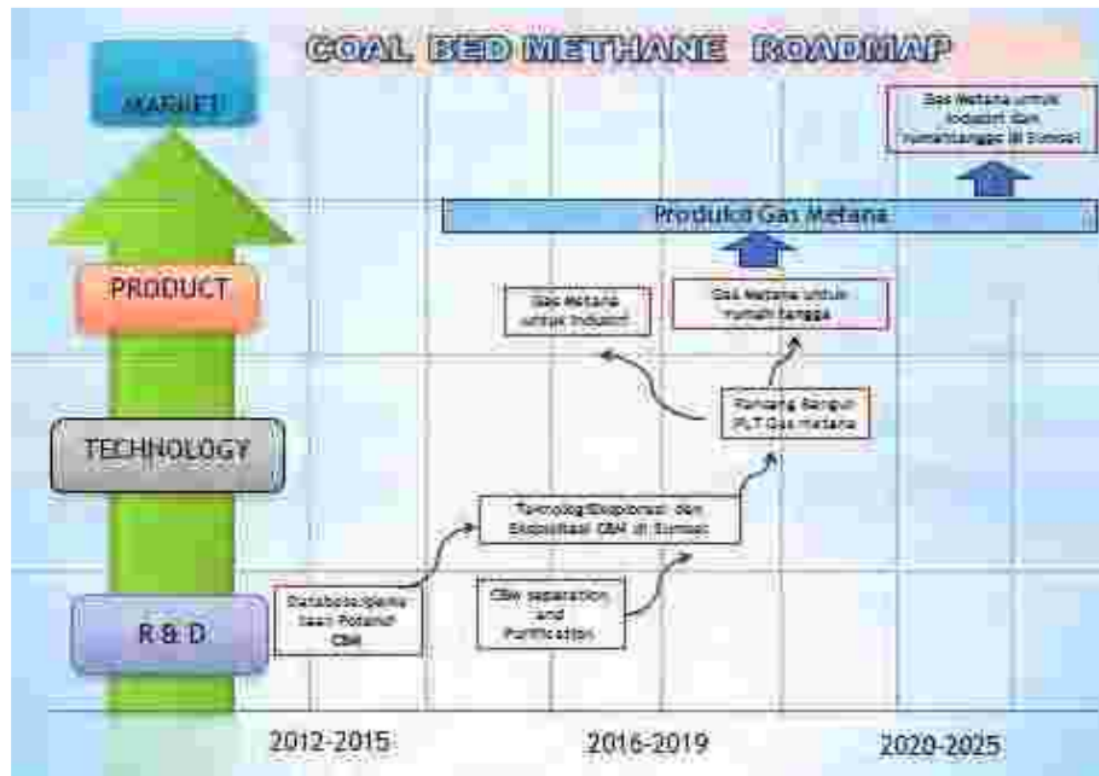 COAL BED METHANE ROADMAP
MARKET
Gas Metana untuk
Industri dan
rumahtangga di Sumsel
Produksi Gas Metana
PRODUCT
Gas Metana
untuk Industri
Gas Metana untuk
rumah tangga
Rancang Bangun
PLT Gas metana
TECHNOLOGY
Teknologi Eksplorasi dan
Eksploitasi CBM di Sumsel
R & D
CBM
CBM separation
and
Purification
2012-2015
2016-2019
2020-2025